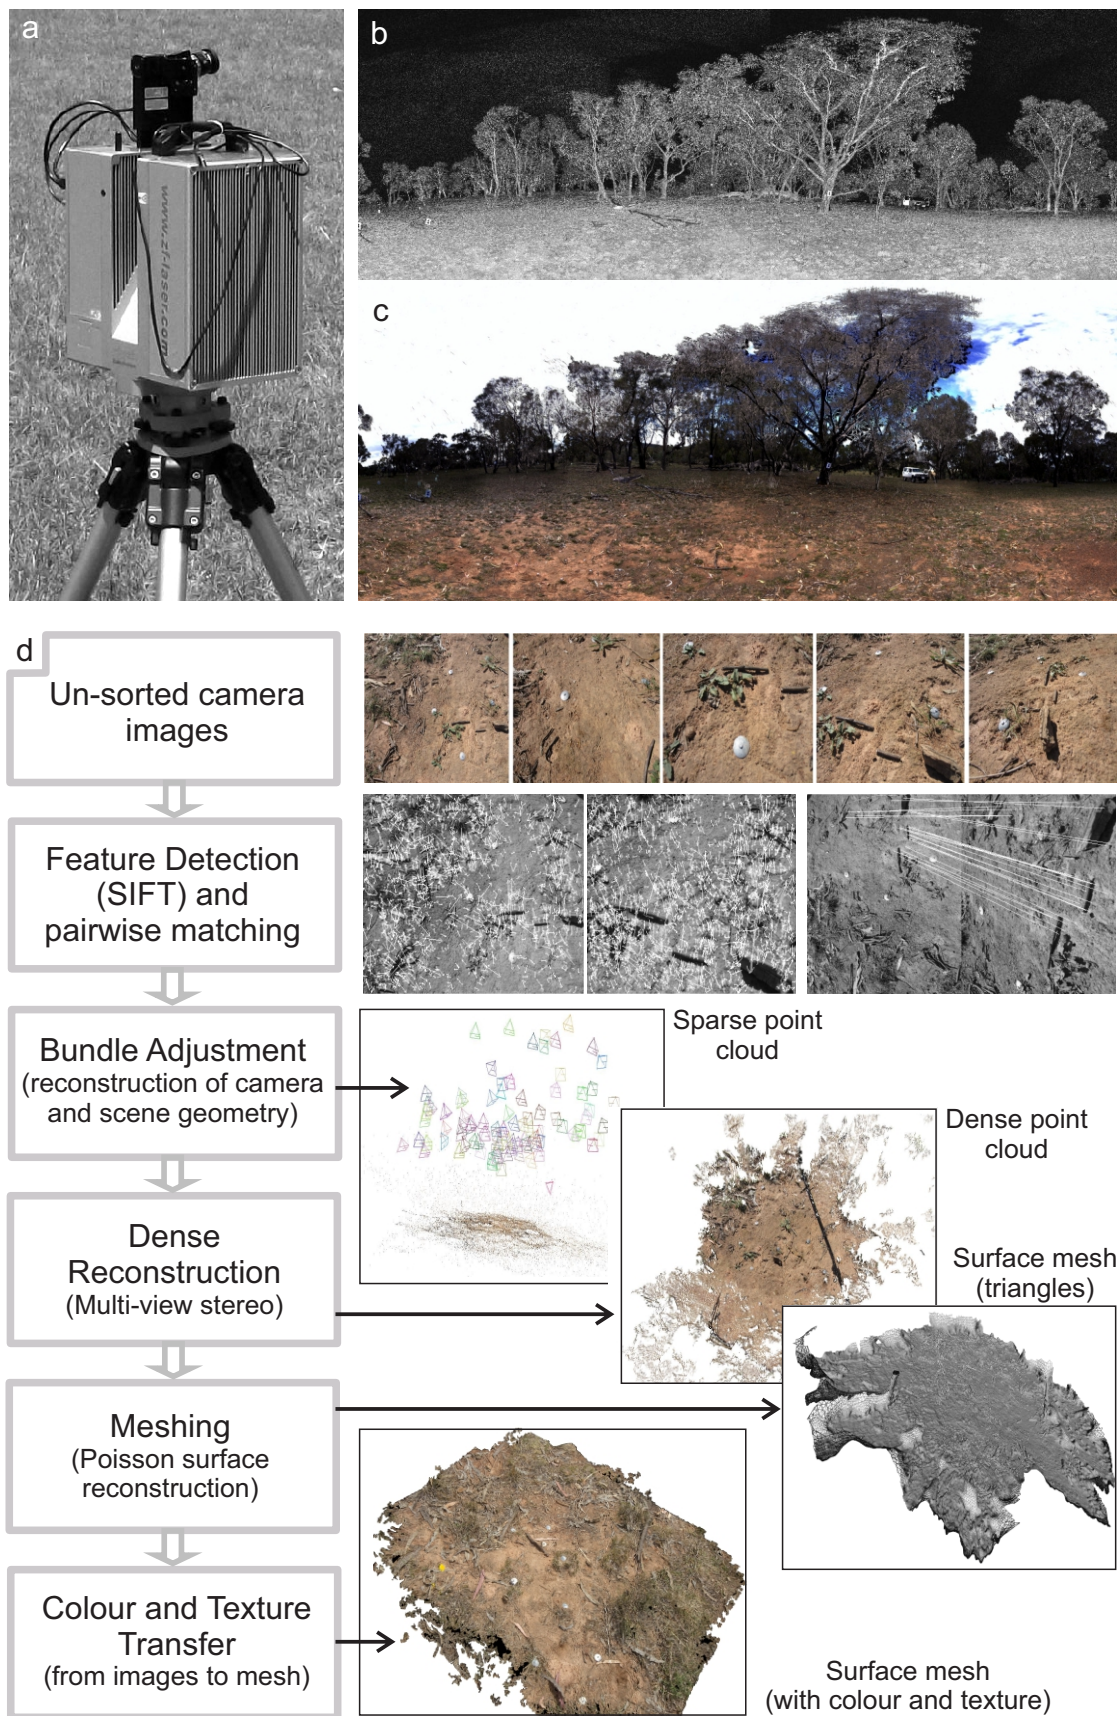 a
www.zf-laser.com
b
c
d
Un-sorted camera
images
Feature Detection
(SIFT) and
pairwise matching
Bundle Adjustment
(reconstruction of camera
and scene geometry)
Sparse point
cloud
Dense point
cloud
Dense
Reconstruction
(Multi-view stereo)
Surface mesh
(triangles)
Meshing
(Poisson surface
reconstruction)
Colour and Texture
Transfer
(from images to mesh)
Surface mesh
(with colour and texture)